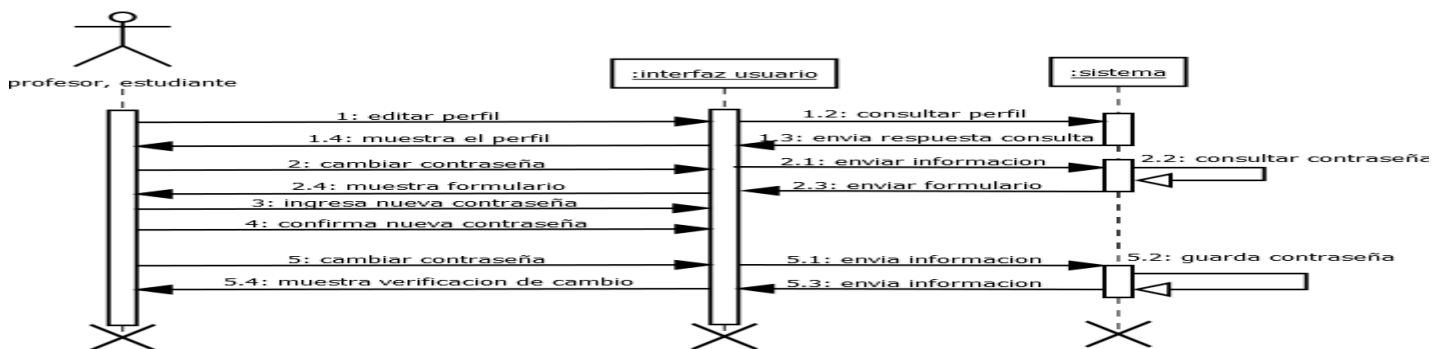 profesor, estudiante
:interfaz usuario
:sistema
1: editar perfil
1.2: consultar perfil
1.4: muestra el perfil
1.3: envia respuesta consulta
2: cambiar contraseña
2.1: enviar informacion
2.2: consultar contraseña
2.4: muestra formulario
2.3: enviar formulario
3: ingresa nueva contraseña
4: confirma nueva contraseña
5: cambiar contraseña
5.1: envia informacion
5.2: guarda contraseña
5.4: muestra verificacion de cambio
5.3: envia informacion